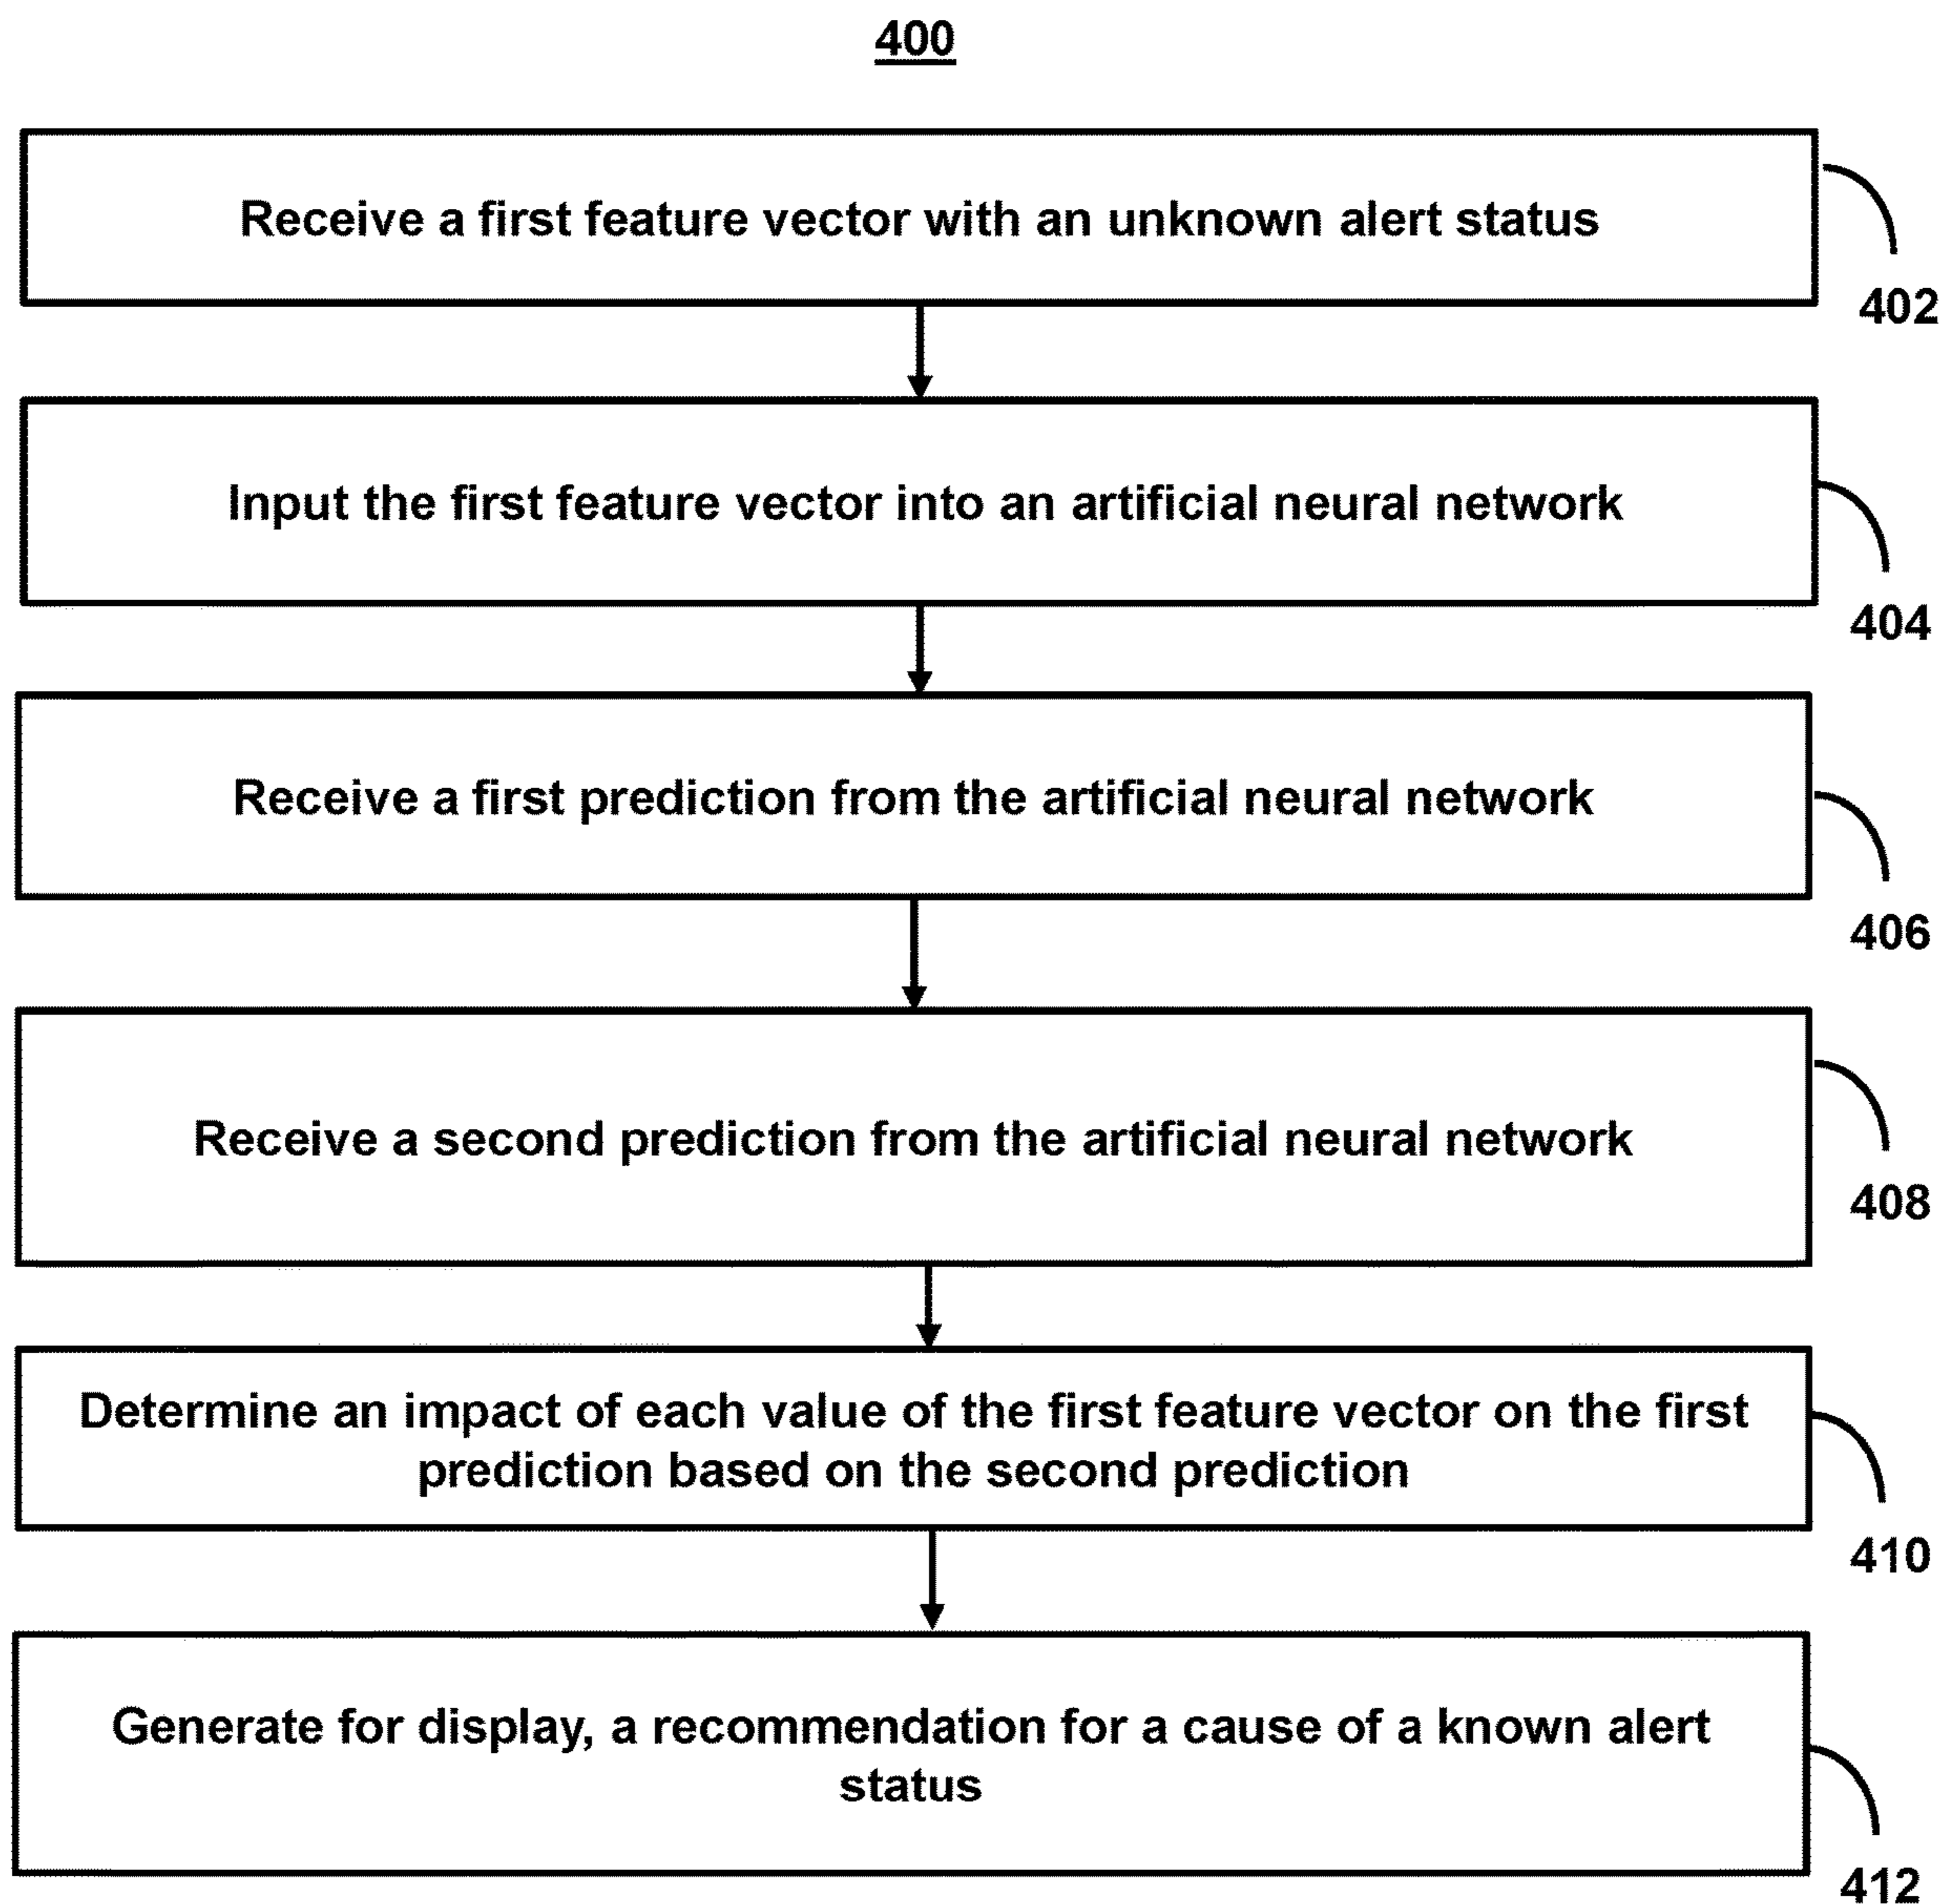 400
Receive a first feature vector with an unknown alert status
402
Input the first feature vector into an artificial neural network
404
Receive a first prediction from the artificial neural network
406
Receive a second prediction from the artificial neural network
408
Determine an impact of each value of the first feature vector on the first
prediction based on the second prediction
410
Generate for display, a recommendation for a cause of a known alert
status
412